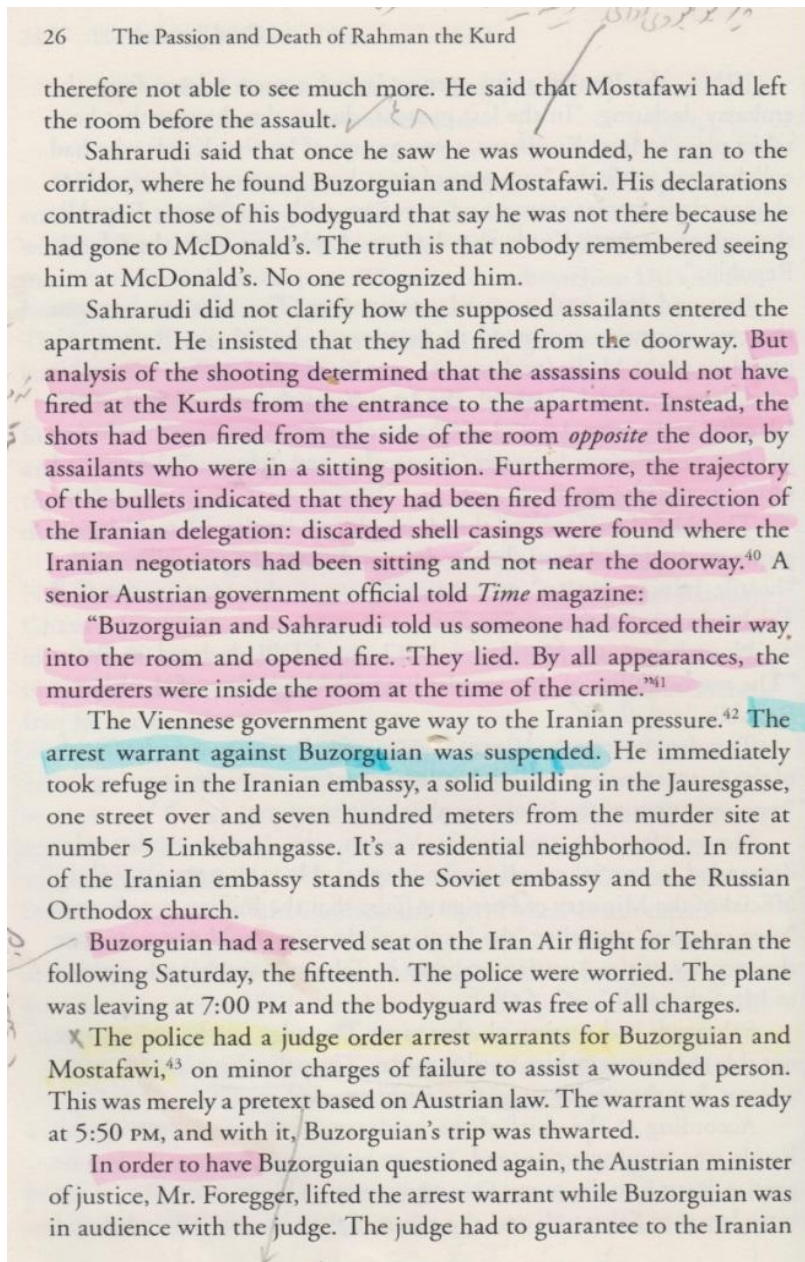 26 The Passion and Death of Rahman the Kurd
therefore not able to see much more. He said that Mostafawi had left
the room before the assault.
Sahrarudi said that once he saw he was wounded, he ran to the
corridor, where he found Buzorguian and Mostafawi. His declarations
contradict those of his bodyguard that say he was not there because he
had gone to McDonald's. The truth is that nobody remembered seeing
him at McDonald's. No one recognized him.
Sahrarudi did not clarify how the supposed assailants entered the
apartment. He insisted that they had fired from the doorway. But
analysis of the shooting determined that the assassins could not have
fired at the Kurds from the entrance to the apartment. Instead, the
shots had been fired from the side of the room opposite the door, by
assailants who were in a sitting position. Furthermore, the trajectory
of the bullets indicated that they had been fired from the direction of
the Iranian delegation: discarded shell casings were found where the
Iranian negotiators had been sitting and not near the doorway.40 A
senior Austrian government official told Time magazine:
“Buzorguian and Sahrarudi told us someone had forced their way
into the room and opened fire. They lied. By all appearances, the
murderers were inside the room at the time of the crime.”41
The Viennese government gave way to the Iranian pressure.42 The
arrest warrant against Buzorguian was suspended. He immediately
took refuge in the Iranian embassy, a solid building in the Jauresgasse,
one street over and seven hundred meters from the murder site at
number 5 Linkebahngasse. It's a residential neighborhood. In front
of the Iranian embassy stands the Soviet embassy and the Russian
Orthodox church.
Buzorguian had a reserved seat on the Iran Air flight for Tehran the
following Saturday, the fifteenth. The police were worried. The plane
was leaving at 7:00 PM and the bodyguard was free of all charges.
The police had a judge order arrest warrants for Buzorguian and
Mostafawi,43 on minor charges of failure to assist a wounded person.
This was merely a pretext based on Austrian law. The warrant was ready
at 5:50 PM, and with it, Buzorguian's trip was thwarted.
In order to have Buzorguian questioned again, the Austrian minister
of justice, Mr. Foregger, lifted the arrest warrant while Buzorguian was
in audience with the judge. The judge had to guarantee to the Iranian